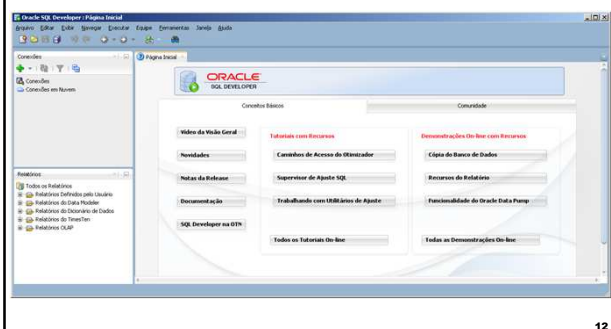 Oracle SQL Developer : Página Inicial
Arquivo Editar Exibir Navegar Executar Equipe Ferramentas Janela Ajuda
Conexões
Conexões
Conexões em Nuvem
Relatórios
Todos os Relatórios
Relatórios Definidos pelo Usuário
Relatórios do Data Modeler
Relatórios do Dicionário de Dados
Relatórios do TimesTen
Relatórios OLAP
Página Inicial
ORACLE
SQL DEVELOPER
Conceitos Básicos
Comunidade
Vídeo da Visão Geral
Novidades
Notas da Release
Documentação
SQL Developer na OTN
Tutoriais com Recursos
Caminhos de Acesso do Otimizador
Supervisor de Ajuste SQL
Trabalhando com Utilitários de Ajuste
Todos os Tutoriais On-line
Demonstrações On-line com Recursos
Cópia do Banco de Dados
Recursos do Relatório
Funcionalidade do Oracle Data Pump
Todas as Demonstrações On-line
12